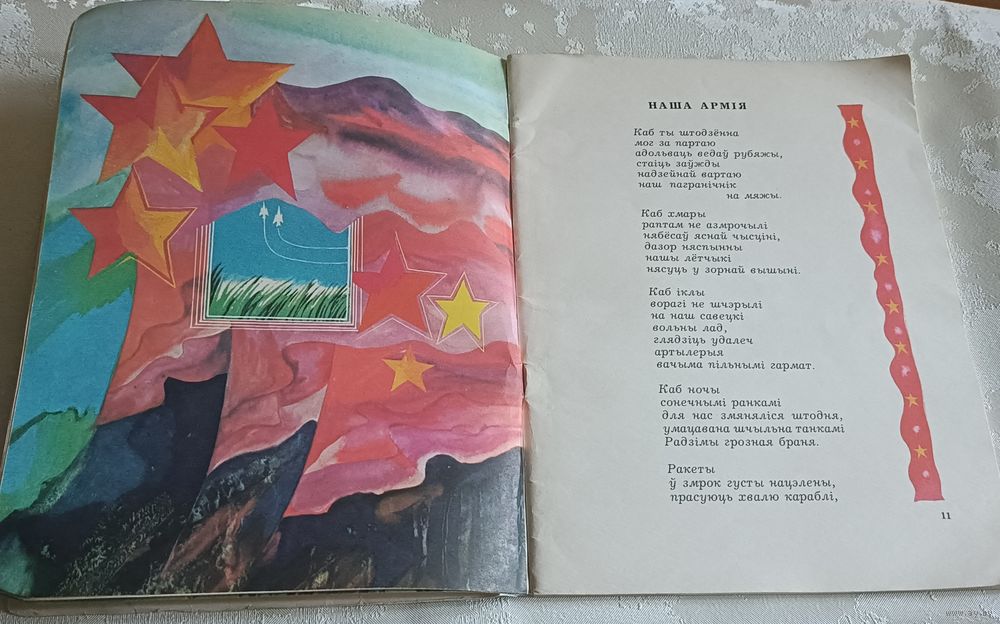 НАША АРМІЯ
Каб ты штодзённа
мог за партаю
адольваць ведаў рубяжы,
стаіць заўжды
надзейнай вартаю
наш пагранічнік
на мяжы.
Каб хмары
раптам не азмрочылі
нябёсаў яснай чысціні,
дазор няспынны
нашы лётчыкі
нясуць у зорнай вышыні.
Каб іклы
ворагі не шчэрылі
на наш савецкі
вольны лад,
глядзіць удалеч
артылерыя
вачыма пільнымі гармат.
Каб ночы
сонечнымі ранкамі
для нас змяняліся штодня,
умацавана шчыльна танкамі
Радзімы грозная браня.
Ракеты
ў змрок густы нацэлены,
прасуюць хвалю караблі,
11
www.ay.by